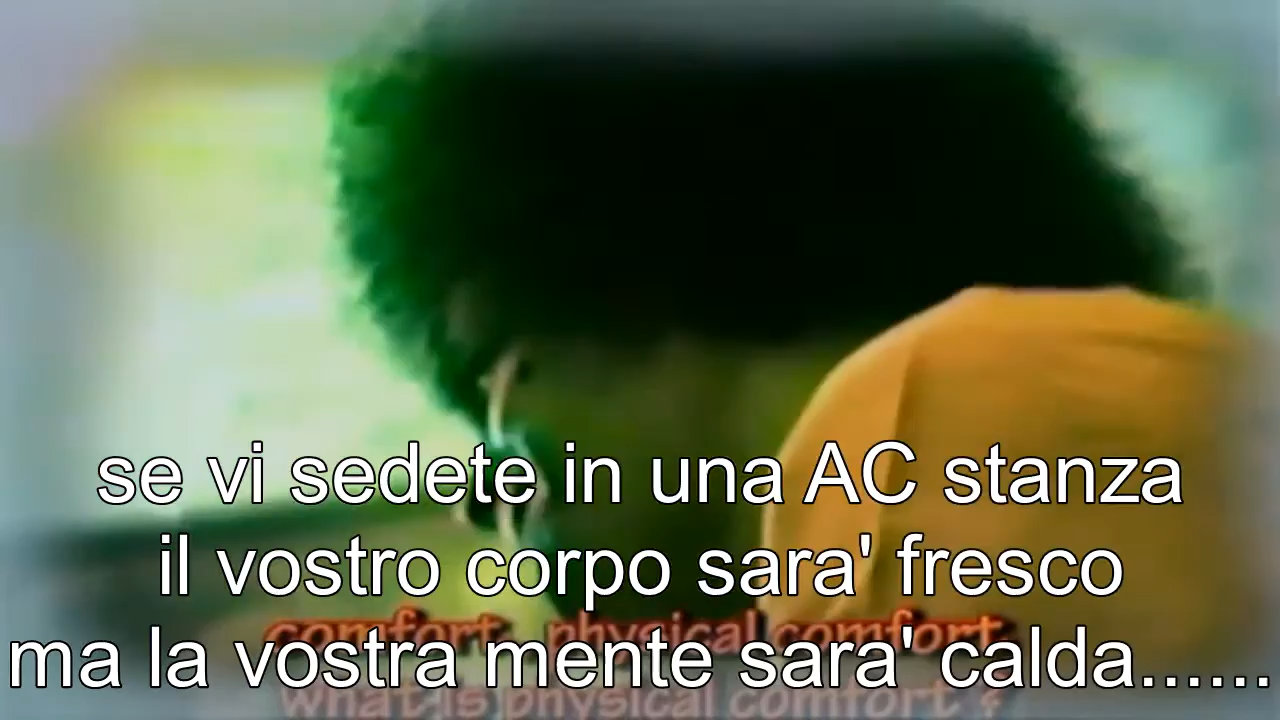 se vi sedete in una AC stanza
il vostro corpo sara' fresco
comfort, physical comfort
ma la vostra mente sara' calda......
what is physical comfort ?